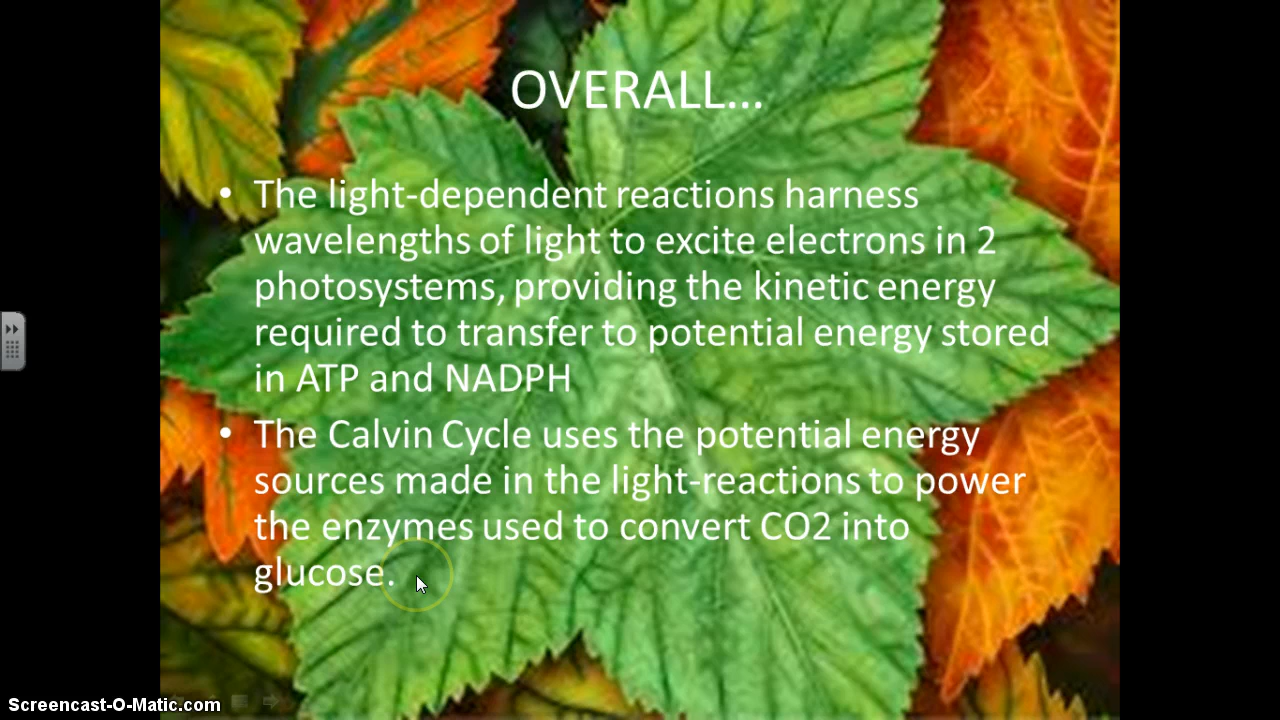 OVERALL...
• The light-dependent reactions harness
wavelengths of light to excite electrons in 2
photosystems, providing the kinetic energy
required to transfer to potential energy stored
in ATP and NADPH
• The Calvin Cycle uses the potential energy
sources made in the light-reactions to power
the enzymes used to convert CO2 into
glucose.
Screencast-O-Matic.com